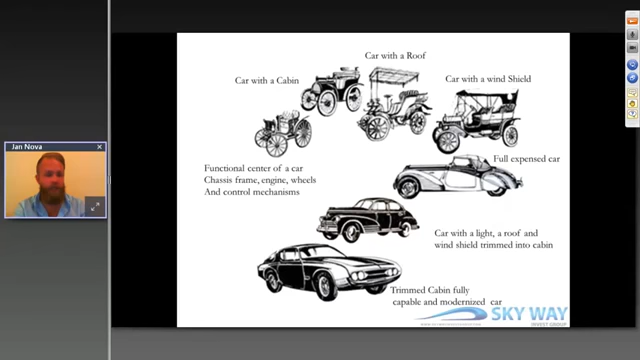 Jan Nova
Car with a Roof
Car with a Cabin
Car with a wind Shield
Full expensed car
Functional center of a car
Chassis frame, engine, wheels
And control mechanisms
Car with a light, a roof and
wind shield trimmed into cabin
Trimmed Cabin fully
capable and modernized car
SKY WAY
INVEST GROUP